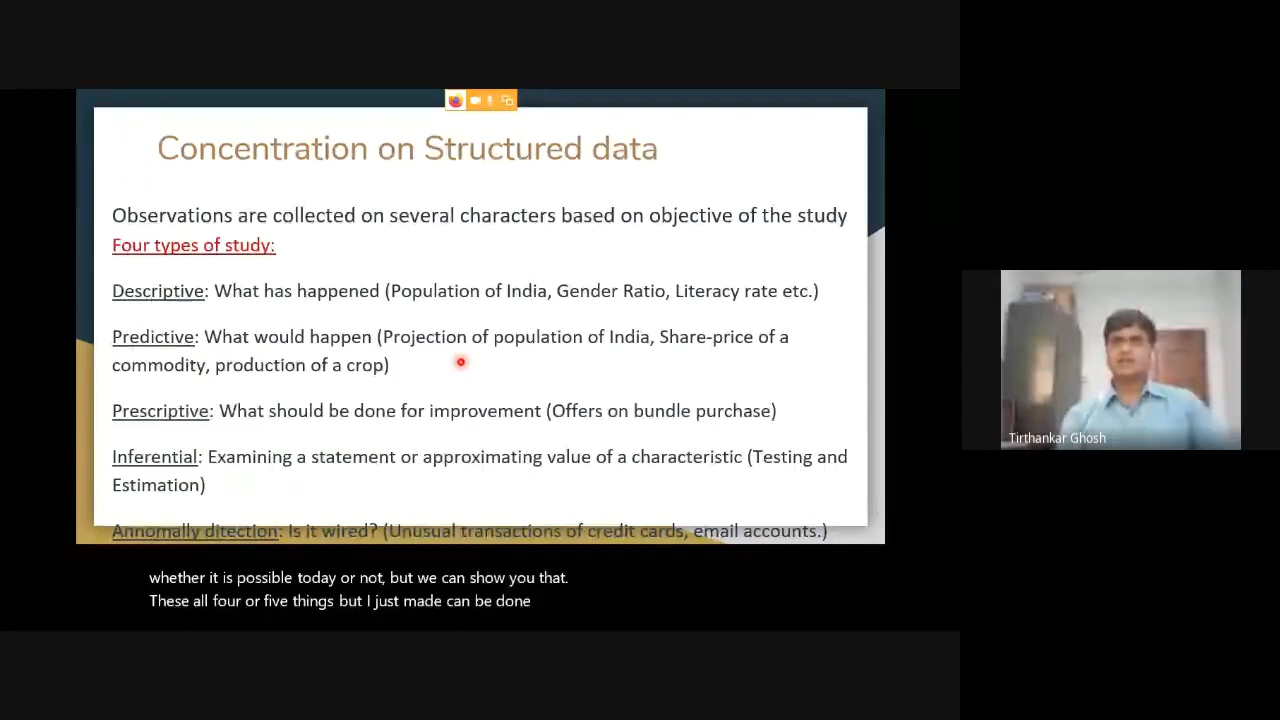 Concentration on Structured data
Observations are collected on several characters based on objective of the study
Four types of study:
Descriptive: What has happened (Population of India, Gender Ratio, Literacy rate etc.)
Predictive: What would happen (Projection of population of India, Share-price of a
commodity, production of a crop)
Prescriptive: What should be done for improvement (Offers on bundle purchase)
Inferential: Examining a statement or approximating value of a characteristic (Testing and
Estimation)
Annomally direction: Is it wired? (Unusual transactions of credit cards, email accounts.)
whether it is possible today or not, but we can show you that.
These all four or five things but I just made can be done
Tirthankar Ghosh